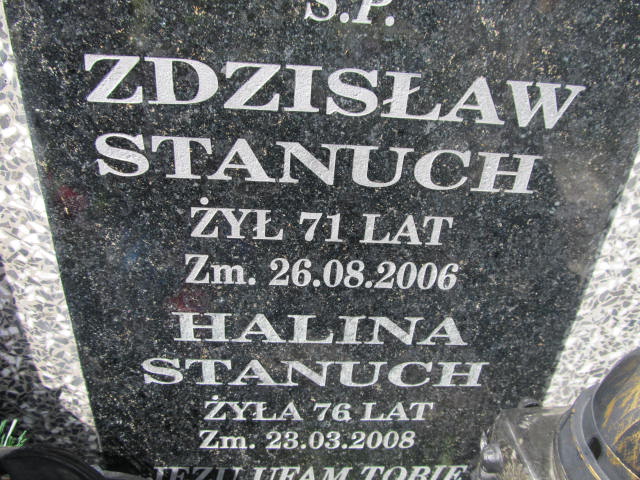 Ś.P.
ZDZISŁAW
STANUCH
ŻYŁ 71 LAT
Zm. 26.08.2006
HALINA
STANUCH
ŻYŁA 76 LAT
Zm. 23.03.2008
JEZU UFAM TOBIE